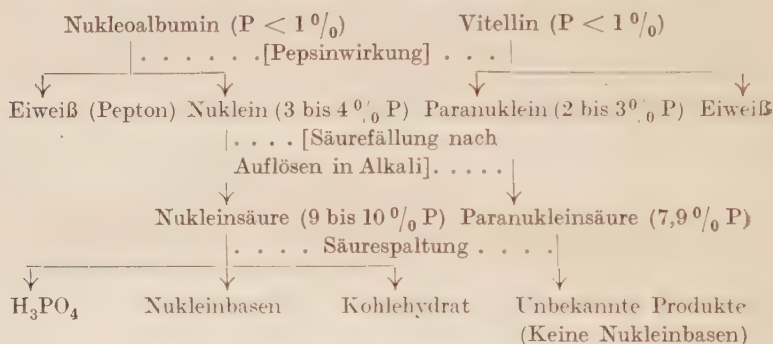 Nukleoalbumin (P < 1 %) Vitellin (P < 1 %)
. . . . . . [Pepsinwirkung] . . .
Eiweiß (Pepton) Nuklein (3 bis 4 % P) Paranuklein (2 bis 3 % P) Eiweiß
. . . . [Säurefällung nach
Auflösen in Alkali] . . . . .
Nukleinsäure (9 bis 10 % P) Paranukleinsäure (7,9 % P)
. . . . Säurespaltung . . . .
H₃PO₄ Nukleinbasen Kohlehydrat Unbekannte Produkte
(Keine Nukleinbasen)